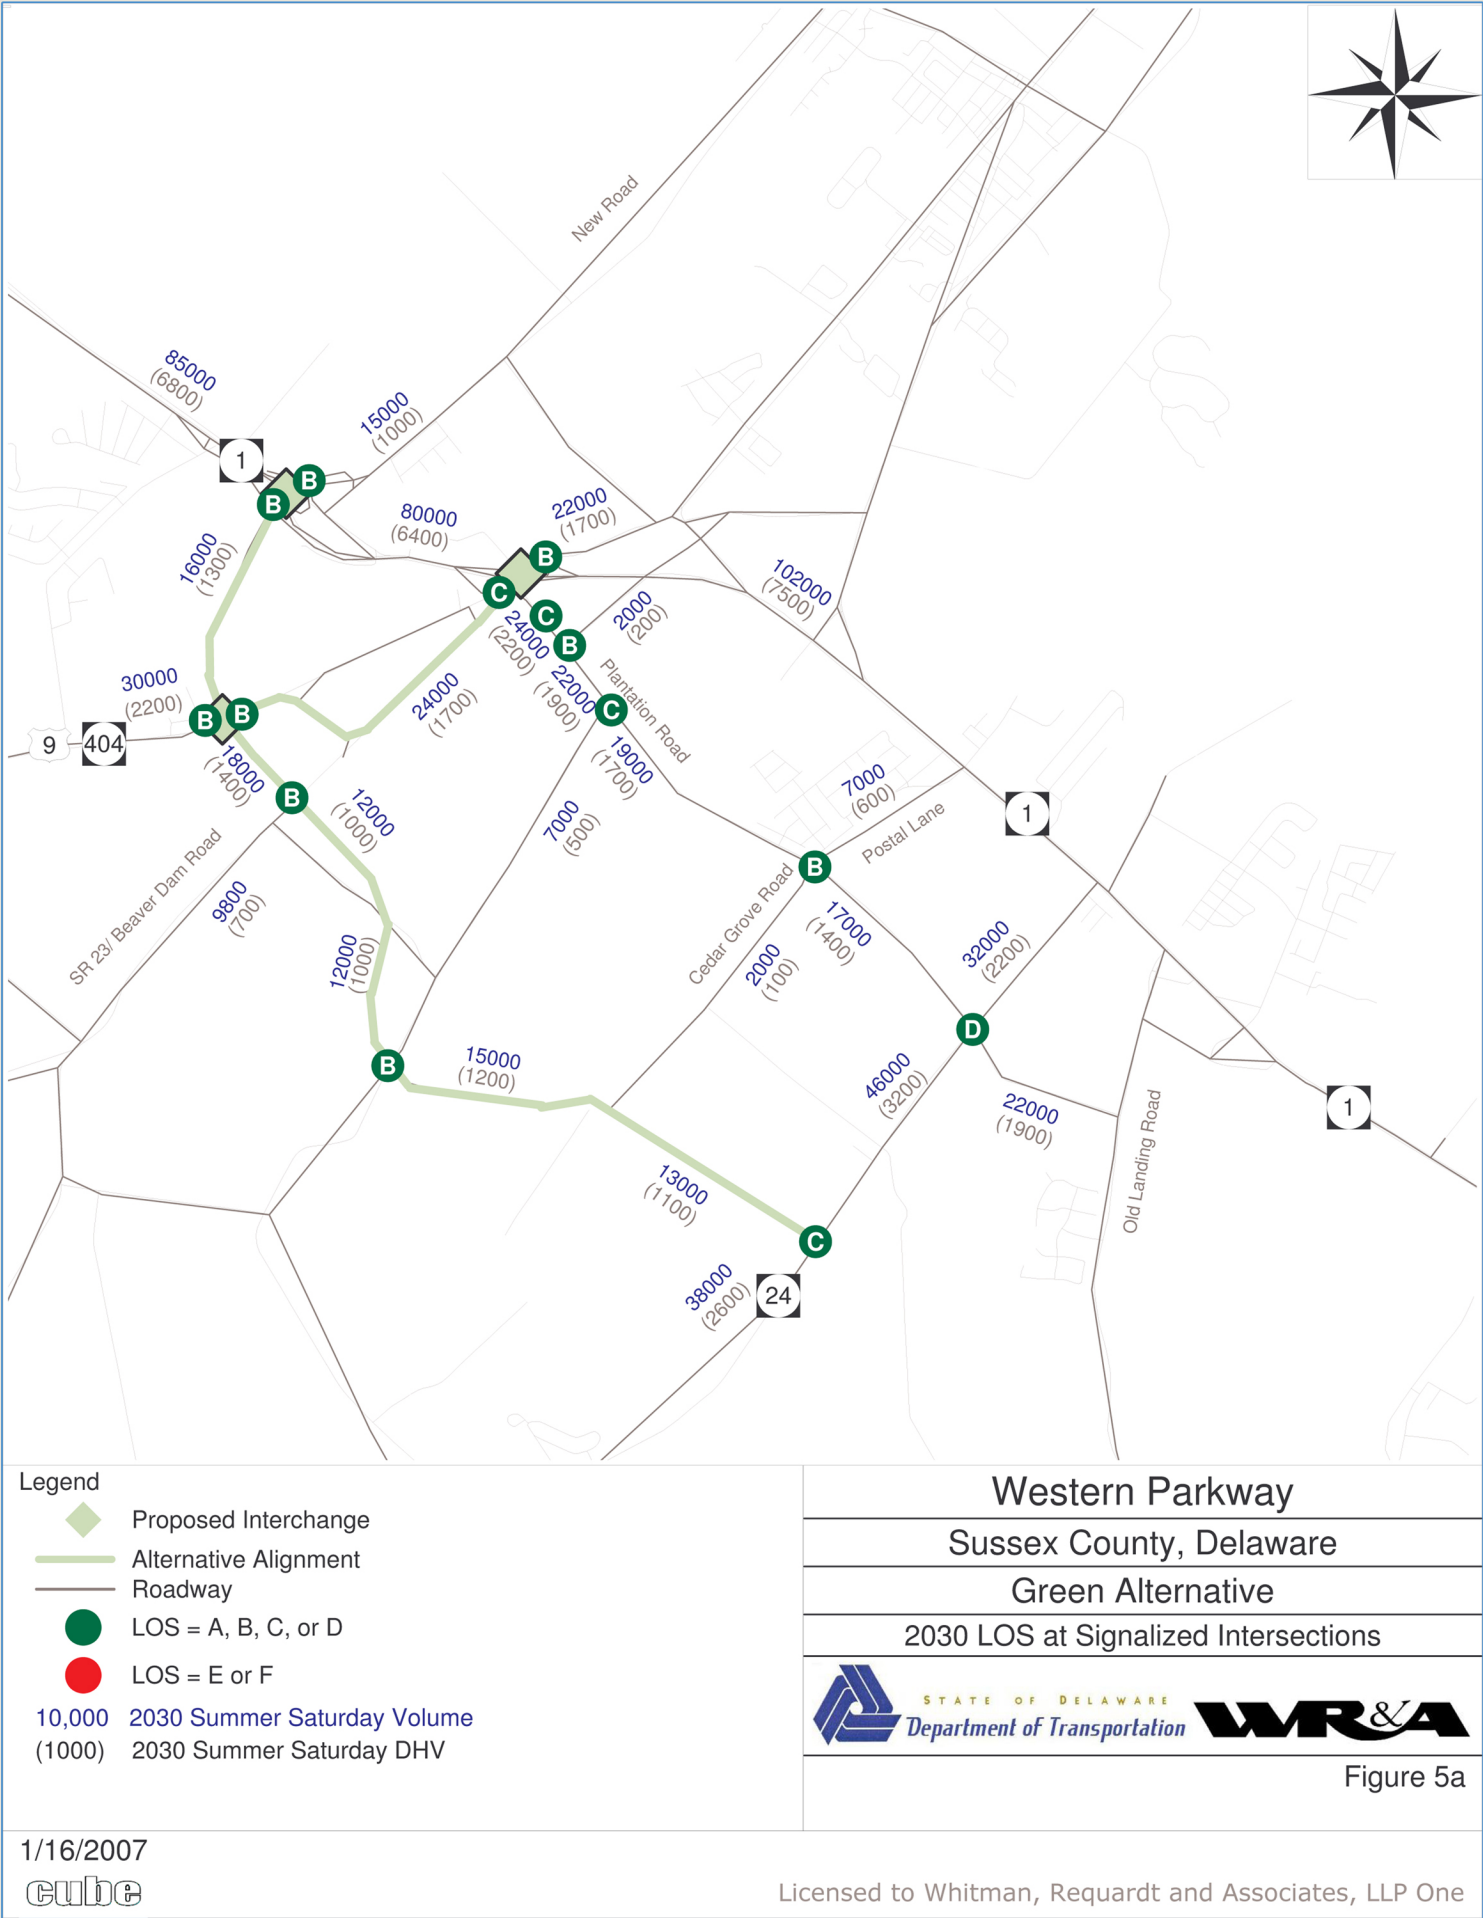 New Road
85000
(6800)
15000
(1000)
1
B
B
80000
(6400)
22000
(1700)
16000
(1300)
B
C
102000
(7500)
C
24000
(2200)
2000
(200)
B
30000
(2200)
22000
(1900)
Plantation Road
24000
(1700)
C
B
B
9
404
18000
(1400)
19000
(1700)
B
12000
(1000)
7000
(500)
7000
(600)
Postal Lane
1
SR 23/ Beaver Dam Road
9800
(700)
B
Cedar Grove Road
17000
(1400)
12000
(1000)
2000
(100)
32000
(2200)
D
B
15000
(1200)
46000
(3200)
22000
(1900)
Old Landing Road
1
13000
(1100)
C
38000
(2600)
24
Legend
Proposed Interchange
Alternative Alignment
Roadway
LOS = A, B, C, or D
LOS = E or F
10,000 2030 Summer Saturday Volume
(1000) 2030 Summer Saturday DHV
Western Parkway
Sussex County, Delaware
Green Alternative
2030 LOS at Signalized Intersections
STATE OF DELAWARE
Department of Transportation
WR&A
Figure 5a
1/16/2007
cube
Licensed to Whitman, Requardt and Associates, LLP One